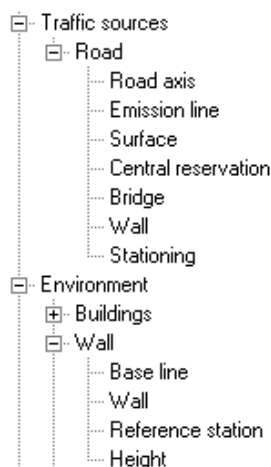 Traffic sources
Road
Road axis
Emission line
Surface
Central reservation
Bridge
Wall
Stationing
Environment
Buildings
Wall
Base line
Wall
Reference station
Height